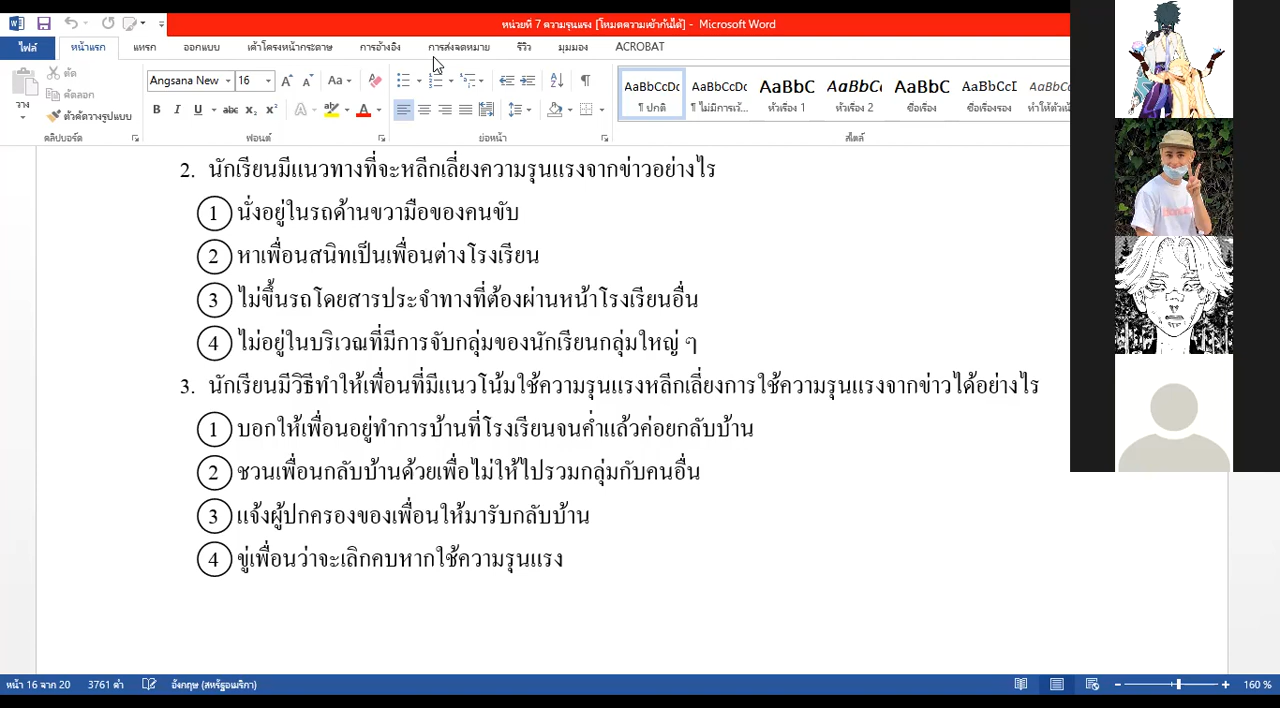 หน่วยที่ 7 ความรุนแรง [โหมดความเข้ากันได้] - Microsoft Word
ไฟล์ หน้าแรก แทรก ออกแบบ เค้าโครงหน้ากระดาษ การอ้างอิง การส่งจดหมาย รีวิว มุมมอง ACROBAT
วาง
ตัด
คัดลอก
ตัวคัดวางรูปแบบ
คลิปบอร์ด
Angsana New 16
ฟอนต์
ย่อหน้า
AaBbCcDc AaBbCcDc AaBbC AaBbCc AaBbC AaBbCcI AaBbCcDc
¶ ปกติ ¶ ไม่มีการเว้... หัวเรื่อง 1 หัวเรื่อง 2 ชื่อเรื่อง ชื่อเรื่องรอง ทำให้ตัวเน้
สไตล์
2. นักเรียนมีแนวทางที่จะหลีกเลี่ยงความรุนแรงจากข่าวอย่างไร
1 นั่งอยู่ในรถด้านขวามือของคนขับ
2 หาเพื่อนสนิทเป็นเพื่อนต่างโรงเรียน
3 ไม่ขึ้นรถโดยสารประจำทางที่ต้องผ่านหน้าโรงเรียนอื่น
4 ไม่อยู่ในบริเวณที่มีการจับกลุ่มของนักเรียนกลุ่มใหญ่ ๆ
3. นักเรียนมีวิธีทำให้เพื่อนที่มีแนวโน้มใช้ความรุนแรงหลีกเลี่ยงการใช้ความรุนแรงจากข่าวได้อย่างไร
1 บอกให้เพื่อนอยู่ทำการบ้านที่โรงเรียนจนค่ำแล้วค่อยกลับบ้าน
2 ชวนเพื่อนกลับบ้านด้วยเพื่อไม่ให้ไปรวมกลุ่มกับคนอื่น
3 แจ้งผู้ปกครองของเพื่อนให้มารับกลับบ้าน
4 ขู่เพื่อนว่าจะเลิกคบหากใช้ความรุนแรง
หน้า 16 จาก 20 3761 คำ อังกฤษ (สหรัฐอเมริกา) 160 %